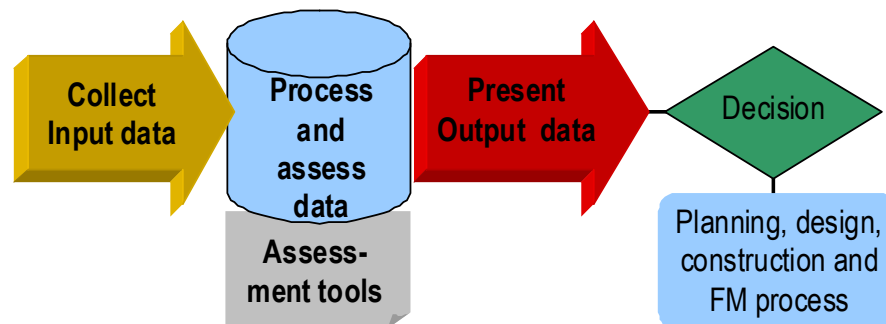 Collect
Input data
Process
and
assess
data
Assess-
ment tools
Present
Output data
Decision
Planning, design,
construction and
FM process